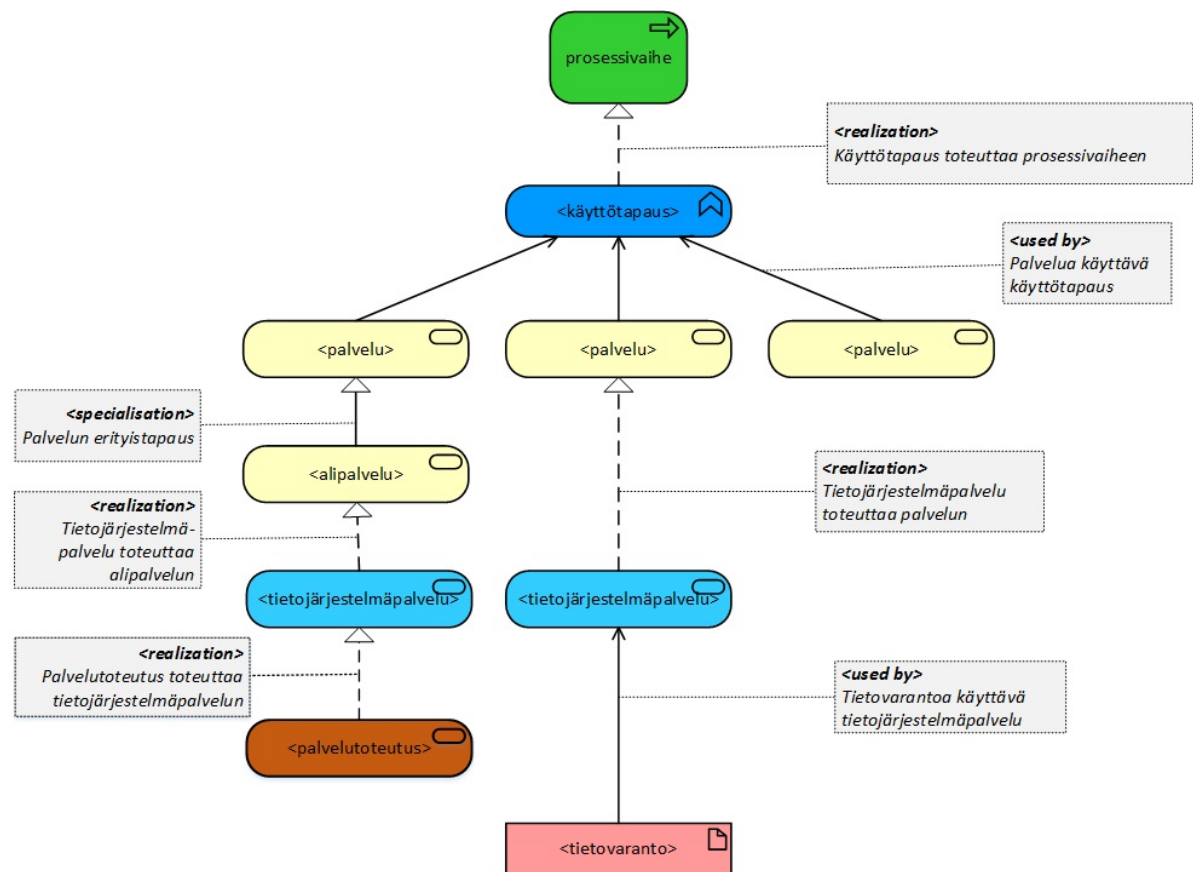 prosessivaihe
<realization>
Käyttötapaus toteuttaa prosessivaiheen
<käyttötapaus>
<used by>
Palvelua käyttävä
käyttötapaus
<palvelu>
<palvelu>
<palvelu>
<specialisation>
Palvelun erityistapaus
<alipalvelu>
<realization>
Tietojärjestelmäpalvelu
toteuttaa palvelun
<realization>
Tietojärjestelmä-
palvelu toteuttaa
alipalvelun
<tietojärjestelmäpalvelu>
<tietojärjestelmäpalvelu>
<realization>
Palvelutoteutus toteuttaa
tietojärjestelmäpalvelun
<used by>
Tietovarantoa käyttävä
tietojärjestelmäpalvelu
<palvelutoteutus>
<tietovaranto>